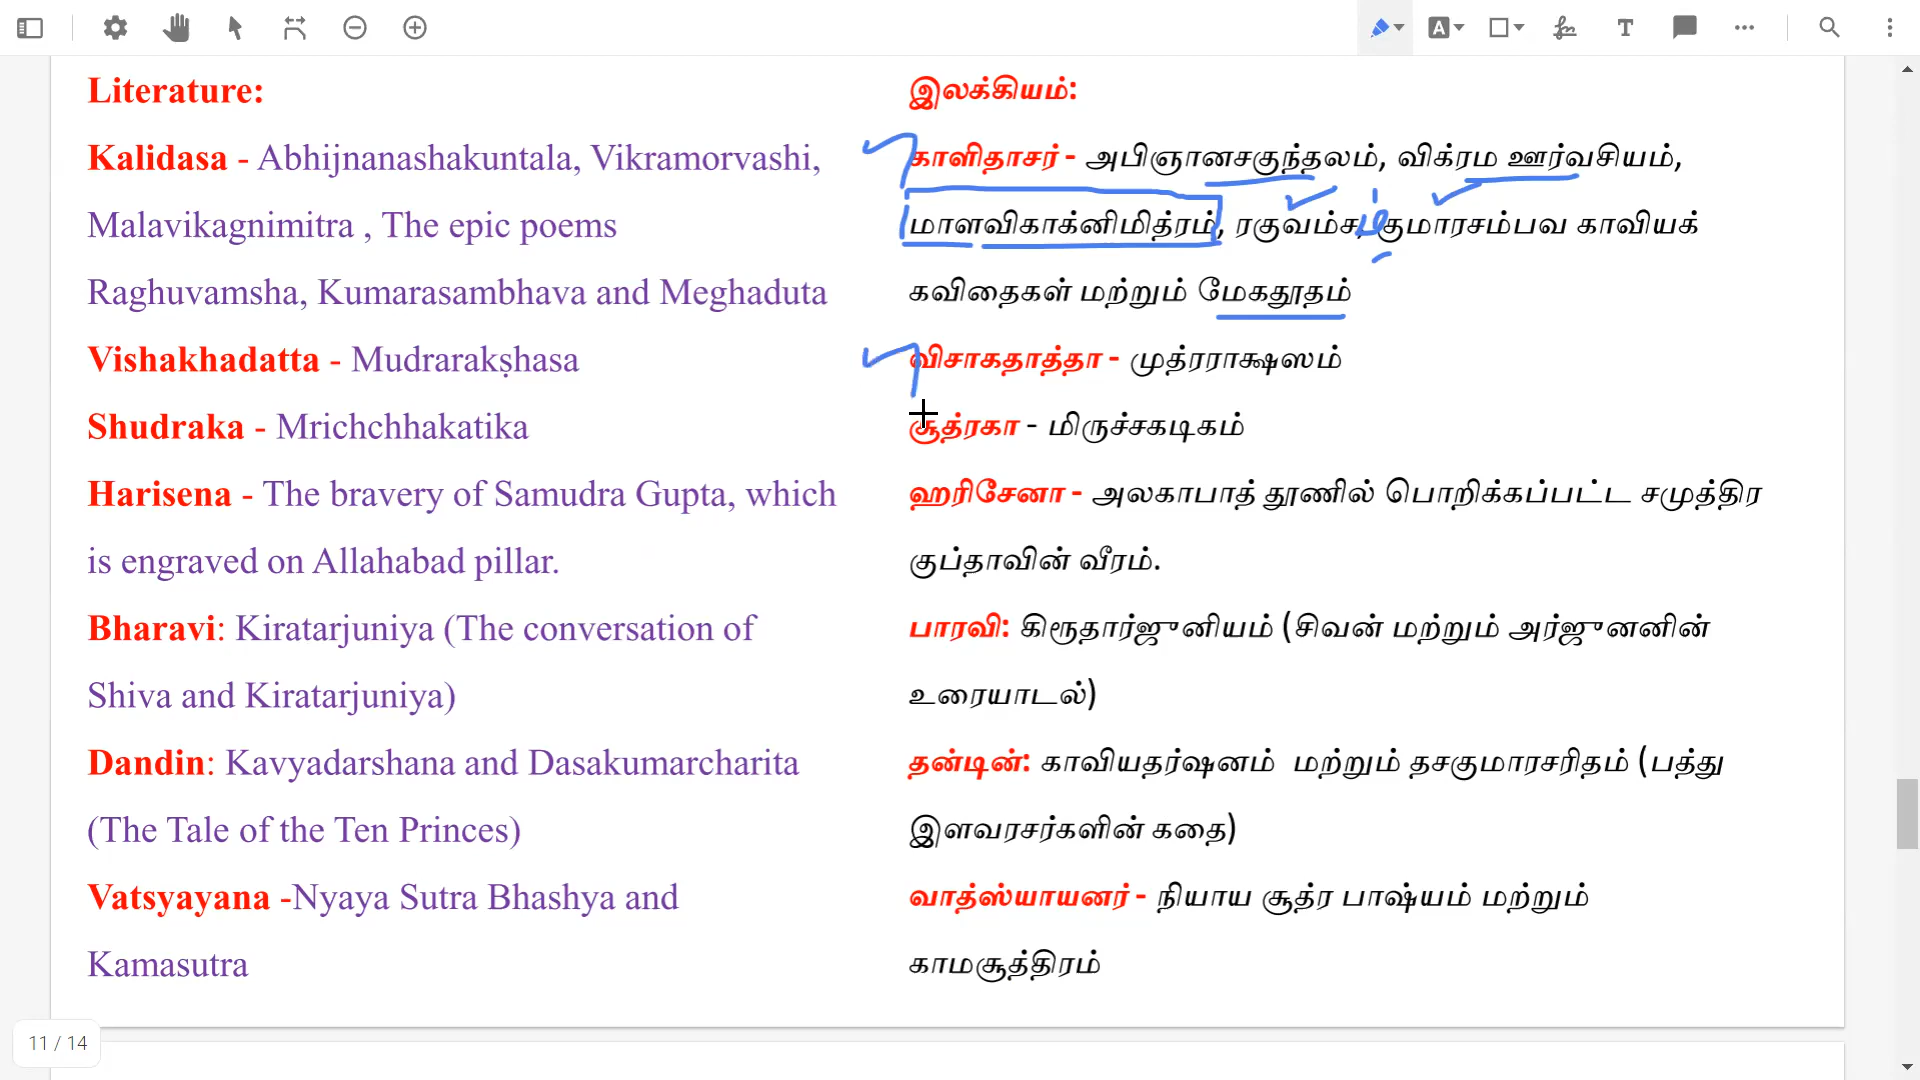 Literature:
Kalidasa - Abhijnanashakuntala, Vikramorvashi,
Malavikagnimitra , The epic poems
Raghuvamsha, Kumarasambhava and Meghaduta
Vishakhadatta - Mudrarakṣhasa
Shudraka - Mrichchhakatika
Harisena - The bravery of Samudra Gupta, which
is engraved on Allahabad pillar.
Bharavi: Kiratarjuniya (The conversation of
Shiva and Kiratarjuniya)
Dandin: Kavyadarshana and Dasakumarcharita
(The Tale of the Ten Princes)
Vatsyayana -Nyaya Sutra Bhashya and
Kamasutra
இலக்கியம்:
காளிதாசர் - அபிஞானசகுந்தலம், விக்ரம ஊர்வசியம்,
மாளவிகாக்னிமித்ரம், ரகுவம்ச, ம் குமாரசம்பவ காவியக்
கவிதைகள் மற்றும் மேகதூதம்
விசாகதாத்தா - முத்ரராக்ஷஸம்
சூத்ரகா - மிருச்சகடிகம்
ஹரிசேனா - அலகாபாத் தூணில் பொறிக்கப்பட்ட சமுத்திர
குப்தாவின் வீரம்.
பாரவி: கிரூதார்ஜுனியம் (சிவன் மற்றும் அர்ஜுனனின்
உரையாடல்)
தன்டின்: காவியதர்ஷனம் மற்றும் தசகுமாரசரிதம் (பத்து
இளவரசர்களின் கதை)
வாத்ஸ்யாயனர் - நியாய சூத்ர பாஷ்யம் மற்றும்
காமசூத்திரம்
11 / 14